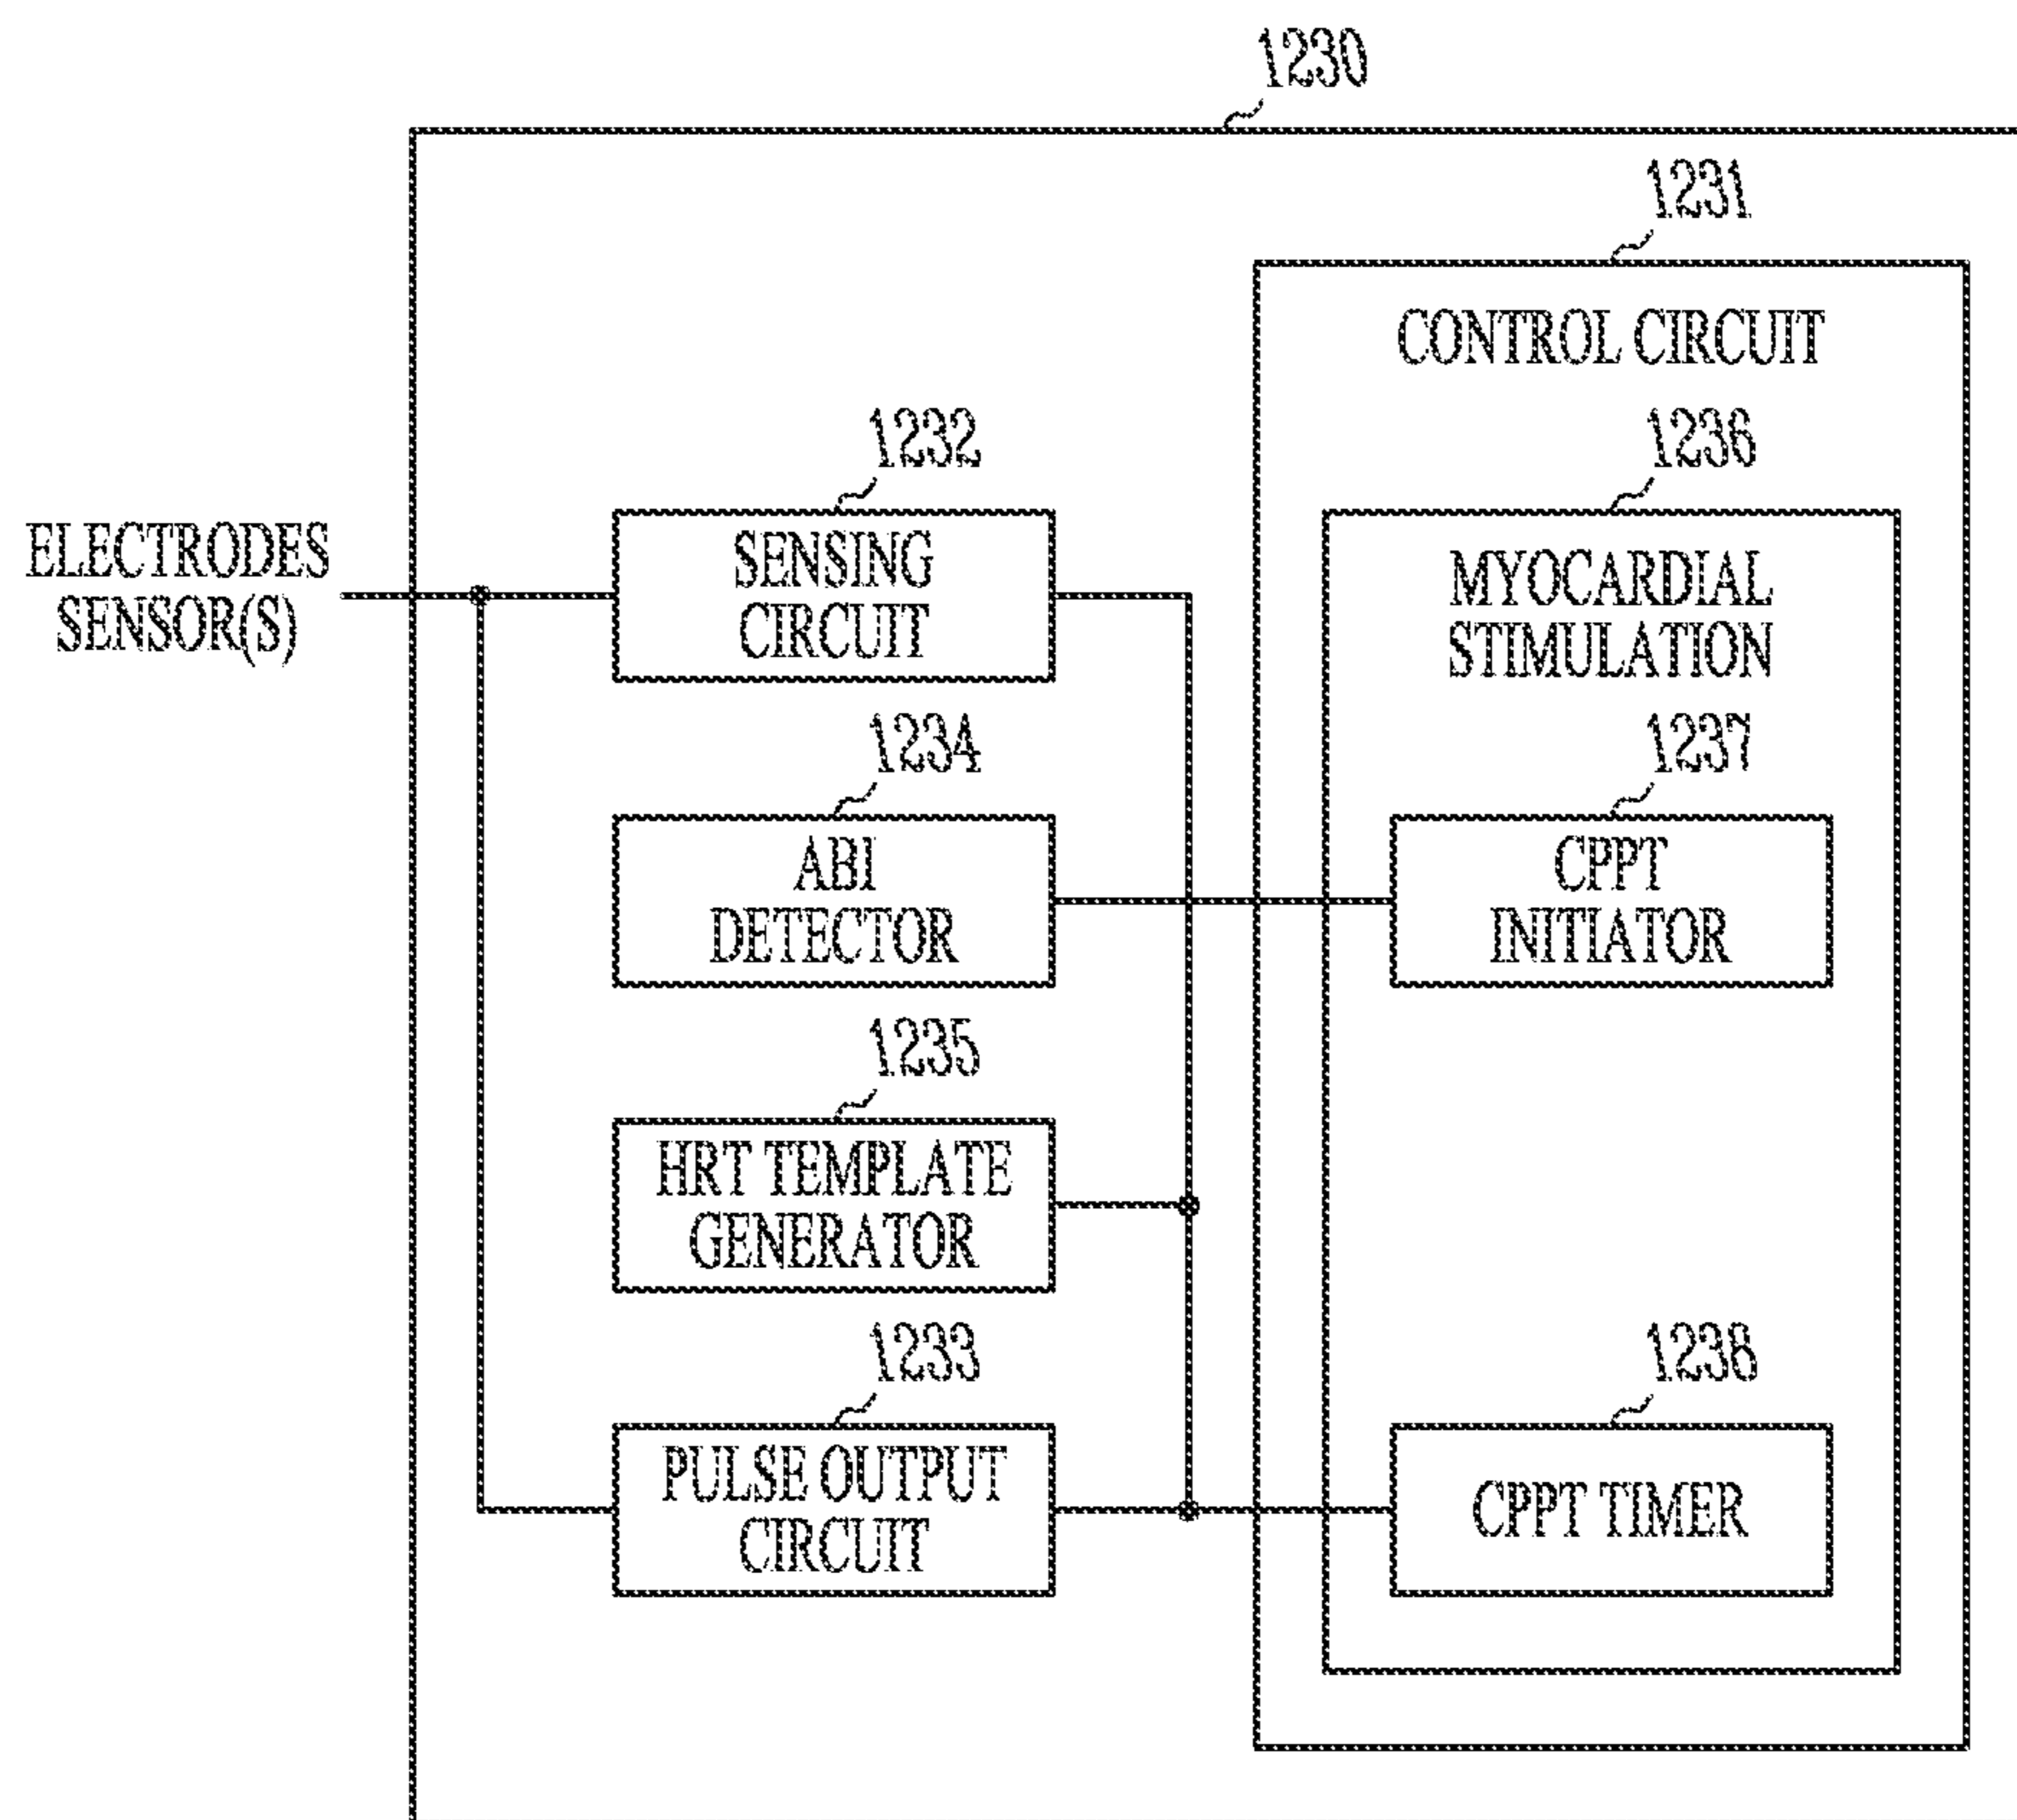 1230
1231
CONTROL CIRCUIT
1232
1236
ELECTRODES
SENSOR(S)
SENSING
CIRCUIT
MYOCARDIAL
STIMULATION
1234
1237
ABI
DETECTOR
CPPT
INITIATOR
1235
HRT TEMPLATE
GENERATOR
1233
1238
PULSE OUTPUT
CIRCUIT
CPPT TIMER